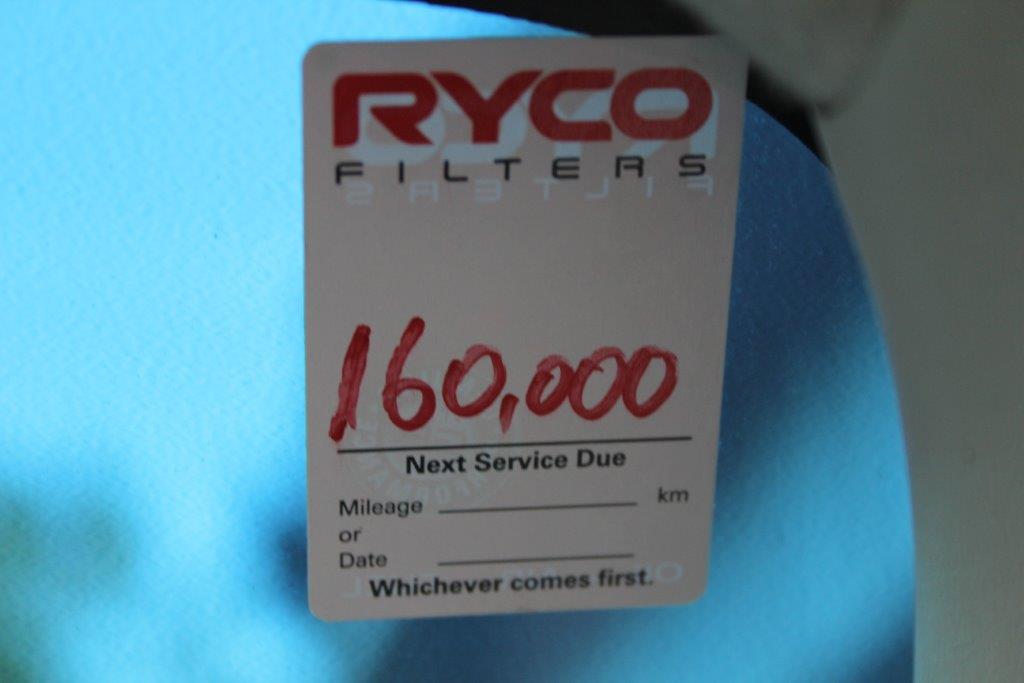 RYCO
FILTERS
160,000
Next Service Due
Mileage km
or
Date
Whichever comes first.